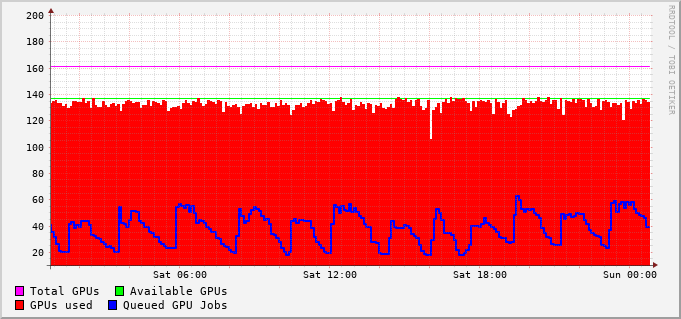 200
180
160
140
120
100
80
60
40
20
Sat 06:00 Sat 12:00 Sat 18:00 Sun 00:00
Total GPUs Available GPUs
GPUs used Queued GPU Jobs
RRDTOOL / TOBI OETIKER